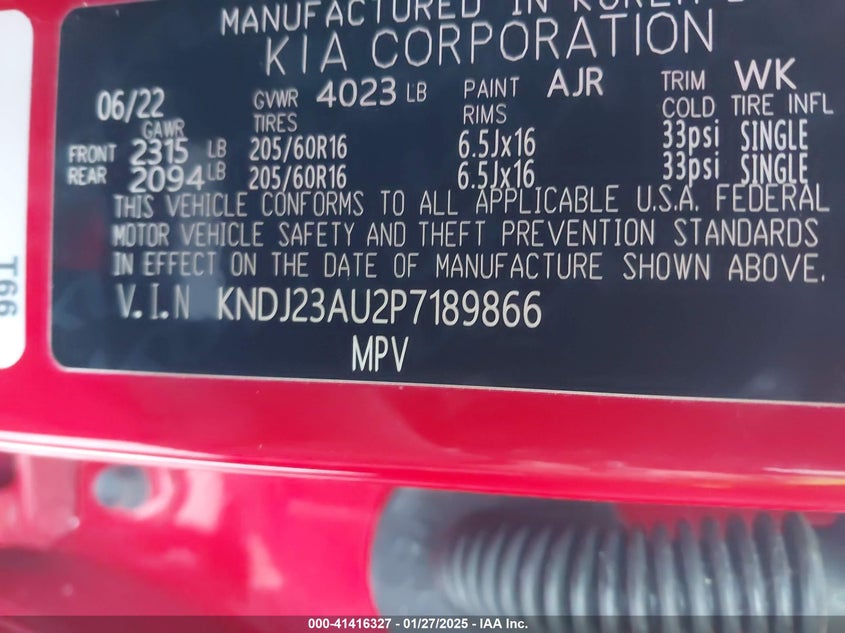 MANUFACTURED IN KOREA
KIA CORPORATION
06/22 GVWR 4023 LB PAINT AJR TRIM WK
GAWR TIRES RIMS COLD TIRE INFL
FRONT 2315 LB 205/60R16 6.5Jx16 33psi SINGLE
REAR 2094 LB 205/60R16 6.5Jx16 33psi SINGLE
THIS VEHICLE CONFORMS TO ALL APPLICABLE U.S.A. FEDERAL
MOTOR VEHICLE SAFETY AND THEFT PREVENTION STANDARDS
IN EFFECT ON THE DATE OF MANUFACTURE SHOWN ABOVE.
V.I.N KNDJ23AU2P7189866
MPV
000-41416327 - 01/27/2025 - IAA Inc.